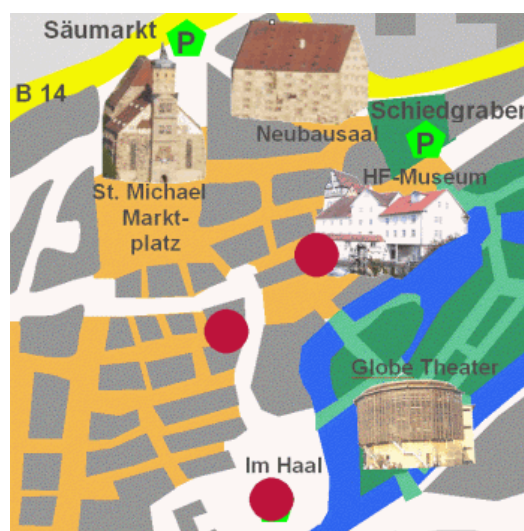 Säumarkt
P
B 14
Schiedgraben
P
Neubausaal
HF-Museum
St. Michael
Markt-
platz
Globe Theater
Im Haal